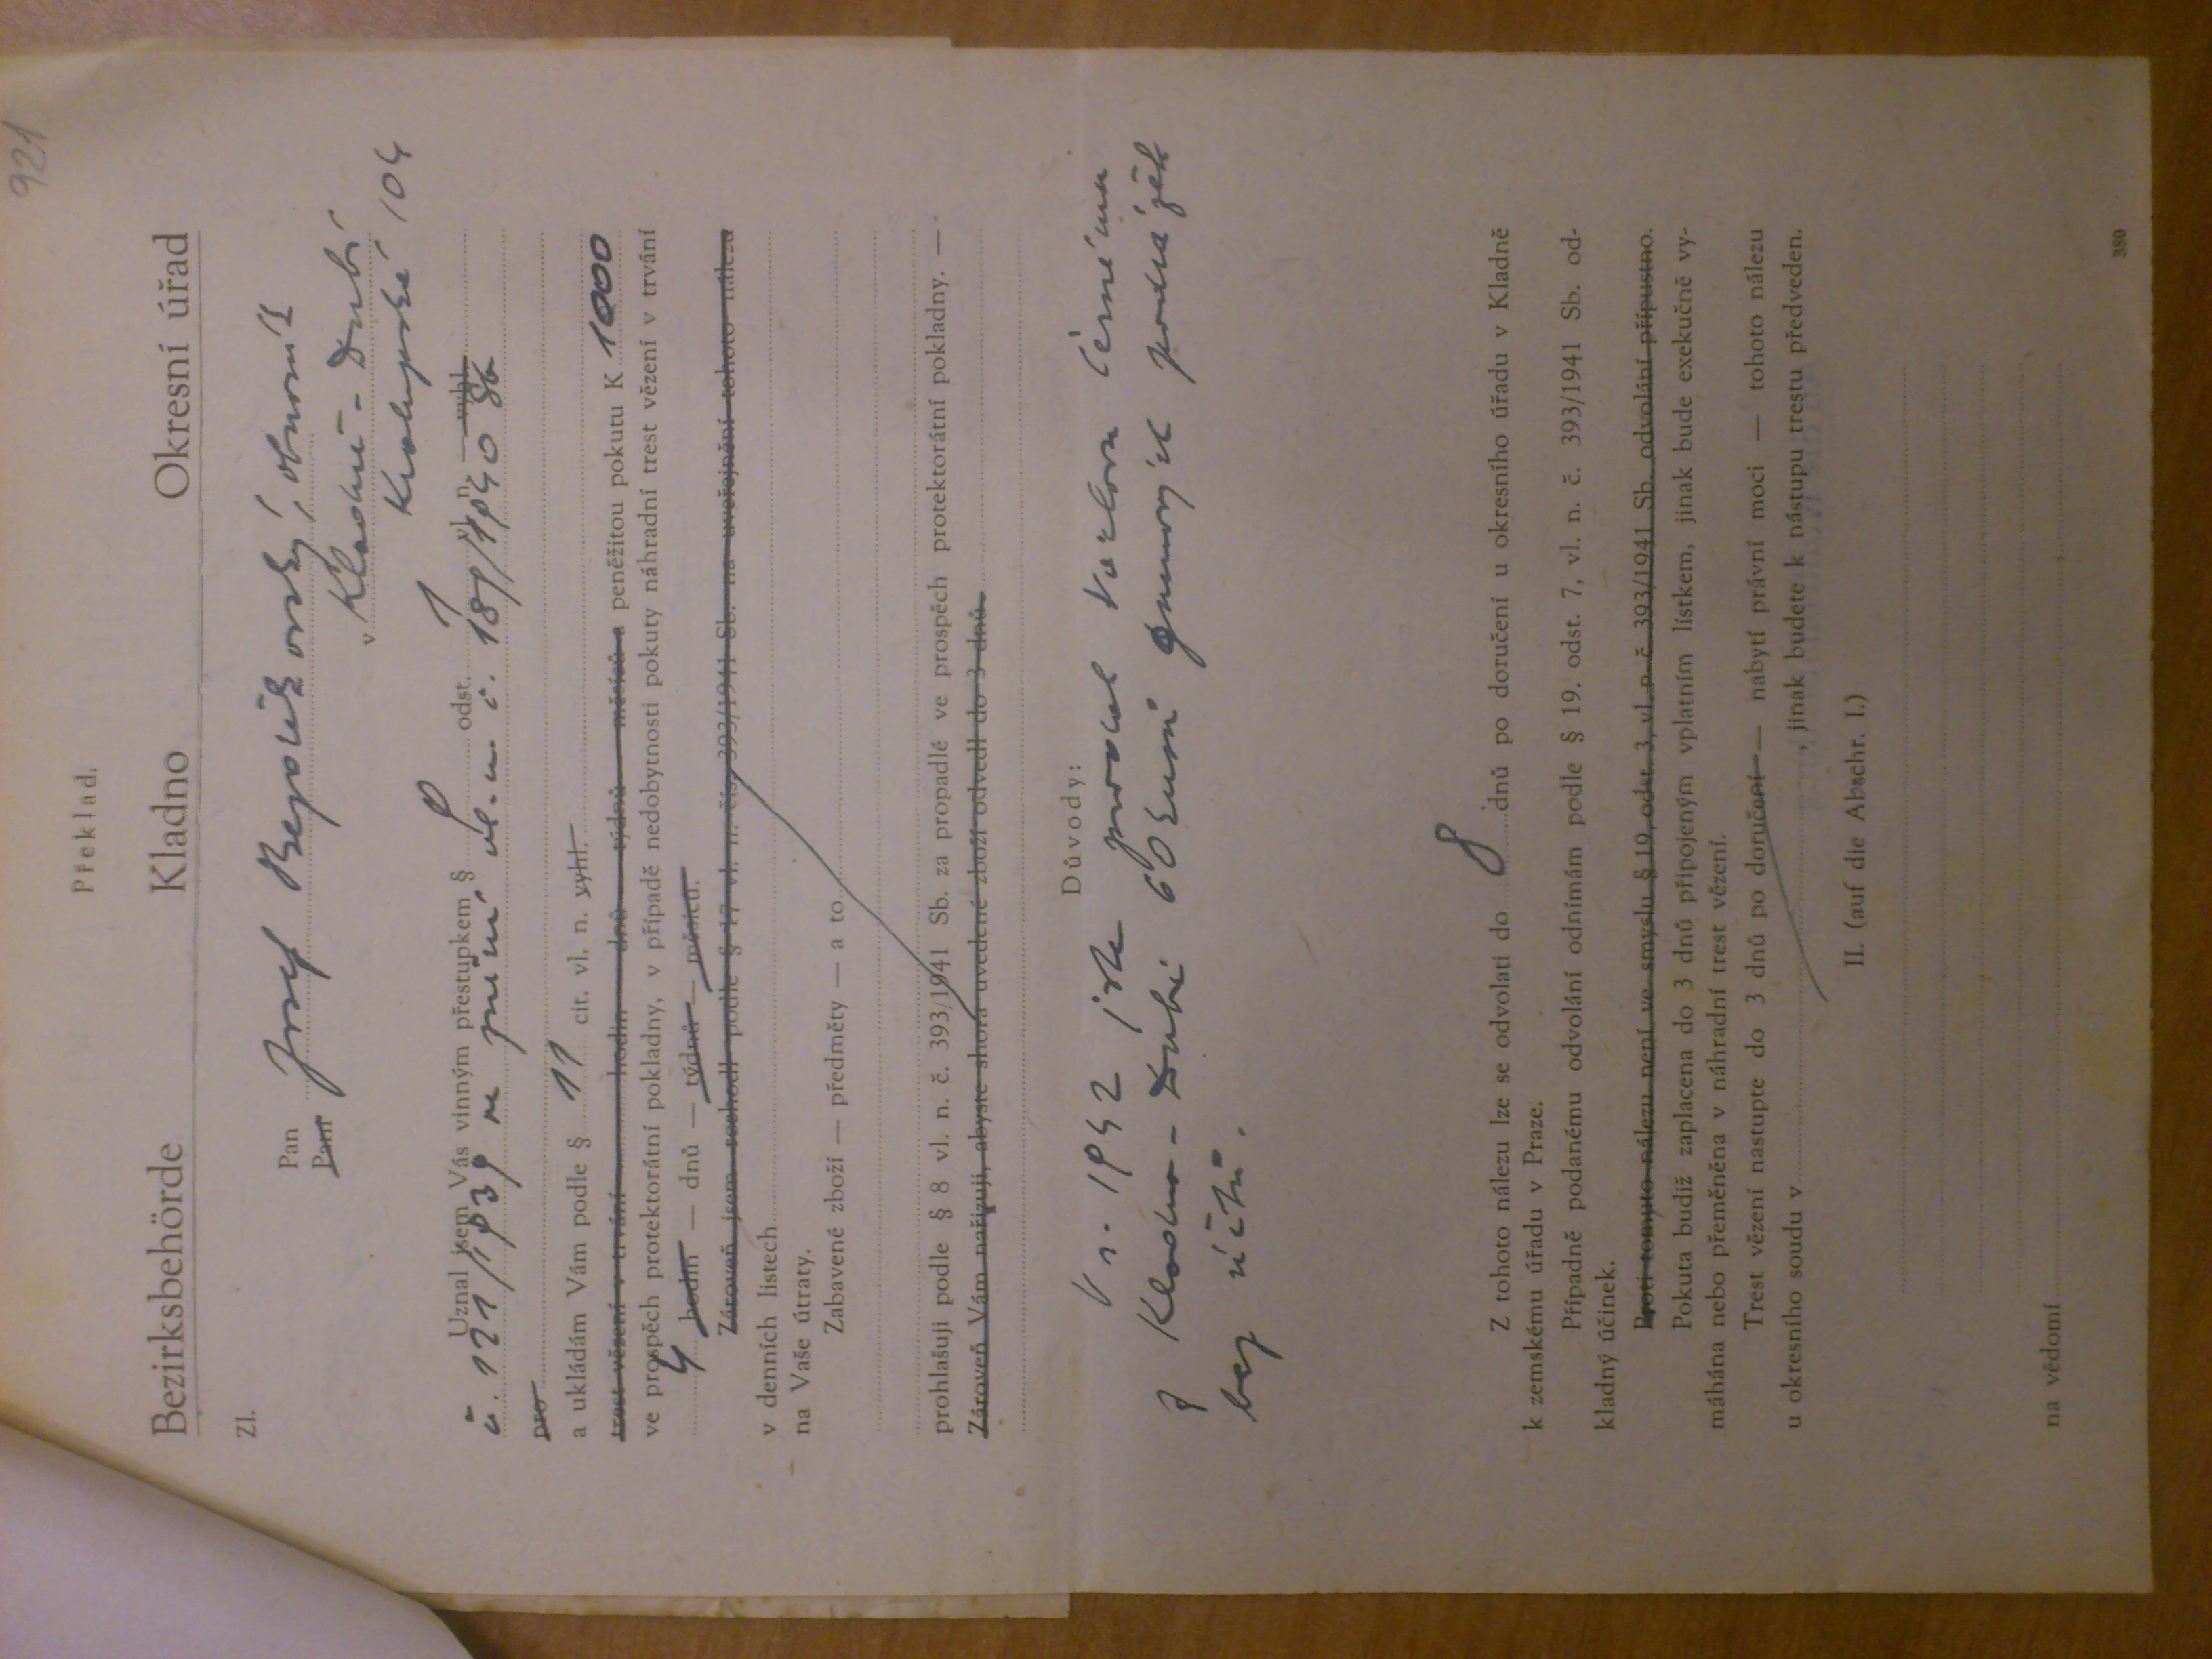 921
Překlad.
Bezirksbehörde Kladno Okresní úřad
Zl.
Pan Josef , obuvník
Paní
v Kladně - Dubí
Kralupská 104
Uznal jsem Vás vinným přestupkem § 9 odst. 1 vl. n. — vyhl.
č. 121/1939 ve znění vl. n. č. 189/1940 Sb
pro
a ukládám Vám podle § 11 cit. vl. n. vyhl.
trest vězení v trvání hodin — dnů — týdnů — měsíců a peněžitou pokutu K 1000
ve prospěch protektorátní pokladny, v případě nedobytnosti pokuty náhradní trest vězení v trvání
4 hodin — dnů — týdnů — měsíců.
Zároveň jsem rozhodl podle § 17 vl. n. čís. 393/1941 Sb. na uveřejnění tohoto nálezu
v denních listech
na Vaše útraty.
Zabavené zboží — předměty — a to
prohlašuji podle § 8 vl. n. č. 393/1941 Sb. za propadlé ve prospěch protektorátní pokladny. —
Zároveň Vám nařizuji, abyste shora uvedené zboží odvedl do 3 dnů.
Důvody:
V r. 1942 jste prodal Václavu Černému
z Kladna - Dubí 60 kusů gumových podrážek
bez účtů.
Z tohoto nálezu lze se odvolati do 8 dnů po doručení u okresního úřadu v Kladně
k zemskému úřadu v Praze.
Případně podanému odvolání odnímám podle § 19. odst. 7, vl. n. č. 393/1941 Sb. od-
kladný účinek.
Proti tomuto nálezu není ve smyslu § 19, odst. 3, vl. n. č 393/1941 Sb. odvolání přípustno.
Pokuta budiž zaplacena do 3 dnů připojeným vplatním lístkem, jinak bude exekučně vy-
máhána nebo přeměněna v náhradní trest vězení.
Trest vězení nastupte do 3 dnů po doručení — nabytí právní moci — tohoto nálezu
u okresního soudu v , jinak budete k nástupu trestu předveden.
II. (auf die Abschr. I.)
na vědomí
380